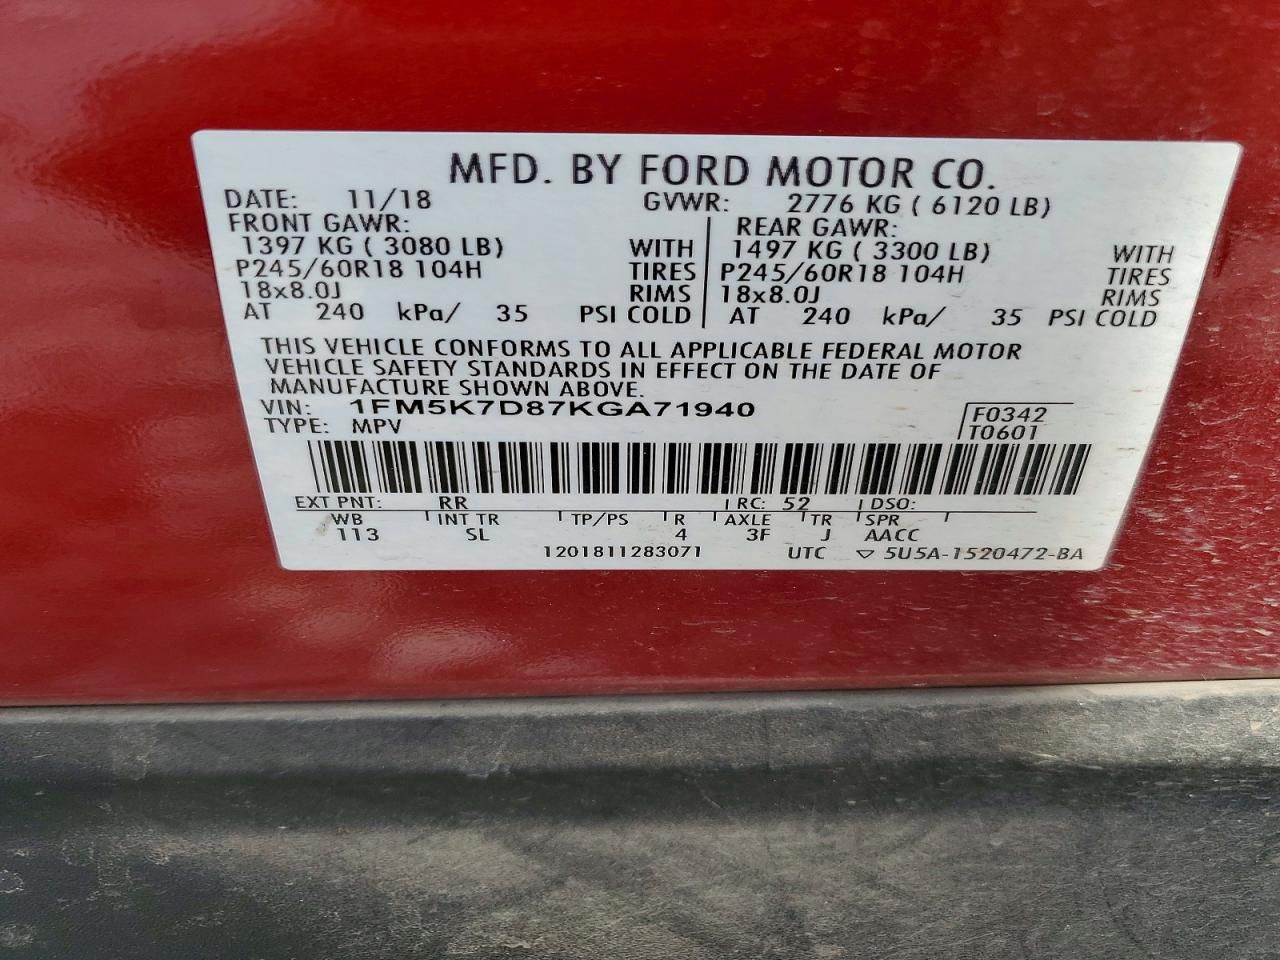 MFD. BY FORD MOTOR CO.
DATE: 11/18 GVWR: 2776 KG ( 6120 LB)
FRONT GAWR: REAR GAWR:
1397 KG ( 3080 LB) WITH 1497 KG ( 3300 LB) WITH
P245/60R18 104H TIRES P245/60R18 104H TIRES
18x8.0J RIMS 18x8.0J RIMS
AT 240 kPa/ 35 PSI COLD AT 240 kPa/ 35 PSI COLD
THIS VEHICLE CONFORMS TO ALL APPLICABLE FEDERAL MOTOR
VEHICLE SAFETY STANDARDS IN EFFECT ON THE DATE OF
MANUFACTURE SHOWN ABOVE.
VIN: 1FM5K7D87KGA71940 F0342
TYPE: MPV T0601
EXT PNT: RR RC: 52 DSO:
WB INT TR TP/PS R AXLE TR SPR
113 SL 4 3F J AACC
1201811283071 UTC ▽ 5U5A-1520472-BA